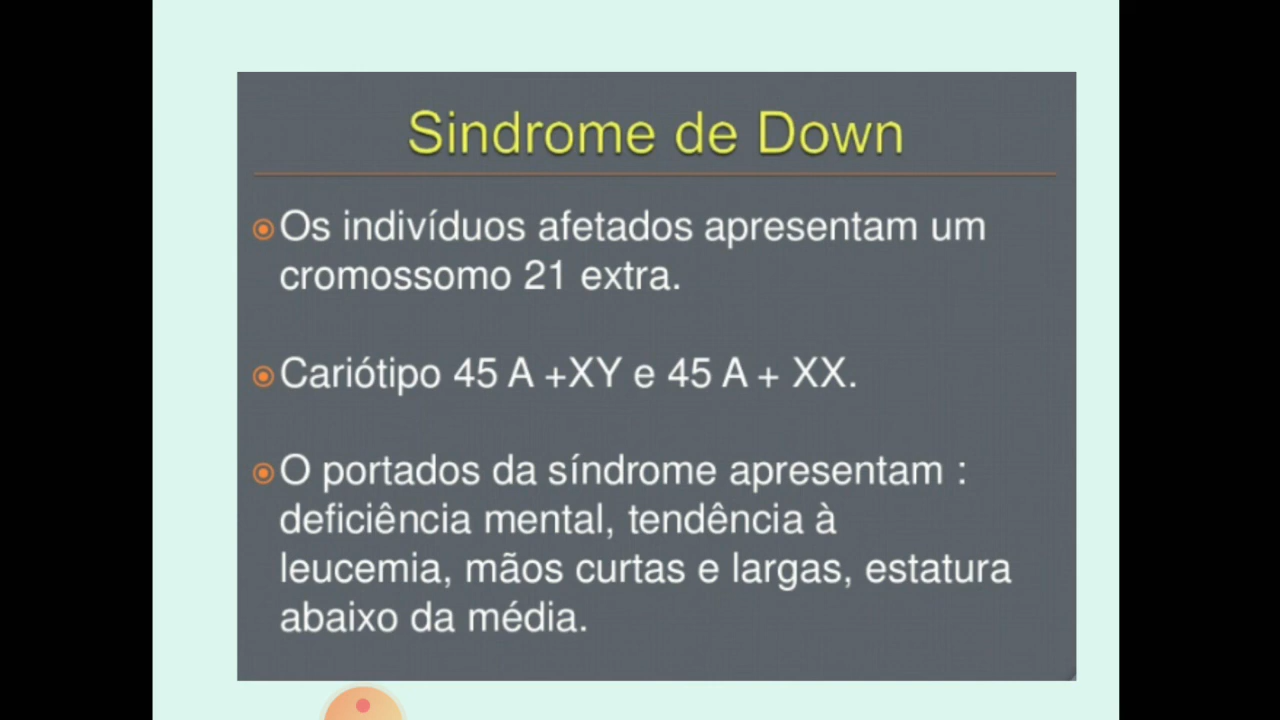 Sindrome de Down
Os indivíduos afetados apresentam um
cromossomo 21 extra.
Cariótipo 45 A +XY e 45 A + XX.
O portados da síndrome apresentam :
deficiência mental, tendência à
leucemia, mãos curtas e largas, estatura
abaixo da média.